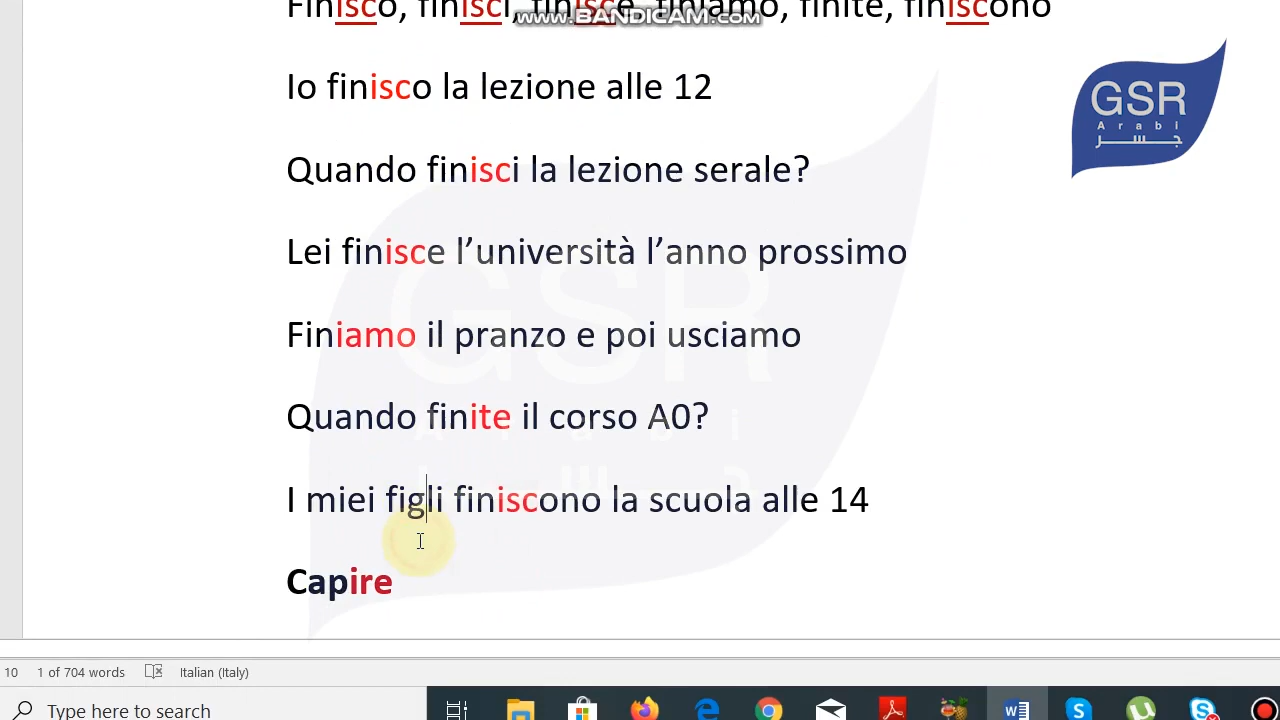 Finisco, finisci, finisce, finiamo, finite, finiscono
www.BANDICAM.com
Io finisco la lezione alle 12
GSR
Arabi
جسر
Quando finisci la lezione serale?
Lei finisce l’università l’anno prossimo
Finiamo il pranzo e poi usciamo
Quando finite il corso A0?
I miei figli finiscono la scuola alle 14
Capire
10 1 of 704 words Italian (Italy)
Type here to search